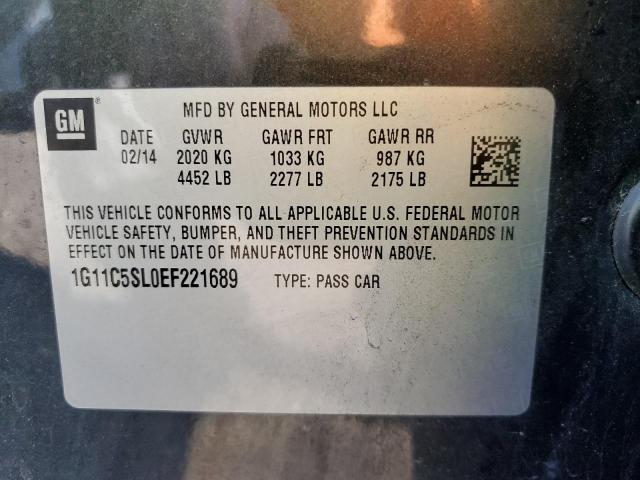 GM®
MFD BY GENERAL MOTORS LLC
DATE GVWR GAWR FRT GAWR RR
02/14 2020 KG 1033 KG 987 KG
4452 LB 2277 LB 2175 LB
THIS VEHICLE CONFORMS TO ALL APPLICABLE U.S. FEDERAL MOTOR
VEHICLE SAFETY, BUMPER, AND THEFT PREVENTION STANDARDS IN
EFFECT ON THE DATE OF MANUFACTURE SHOWN ABOVE.
1G11C5SL0EF221689 TYPE: PASS CAR